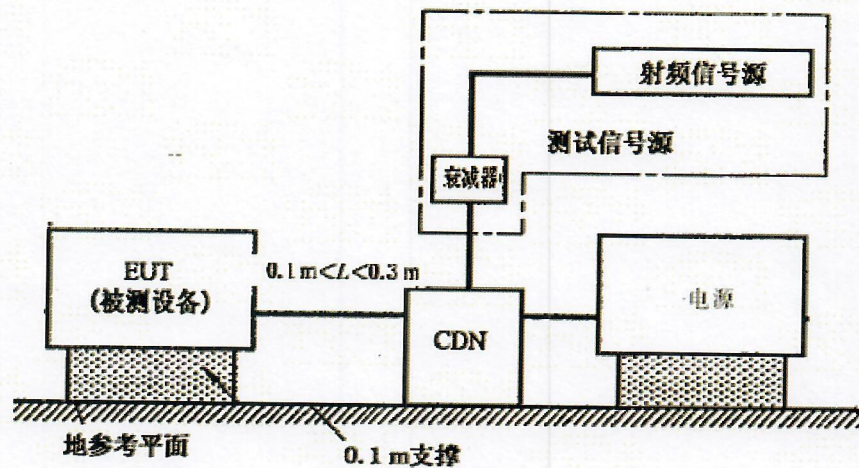 射频信号源
测试信号源
衰减器
EUT
(被测设备)
0.1 m<L<0.3 m
CDN
电源
地参考平面
0.1 m支撑